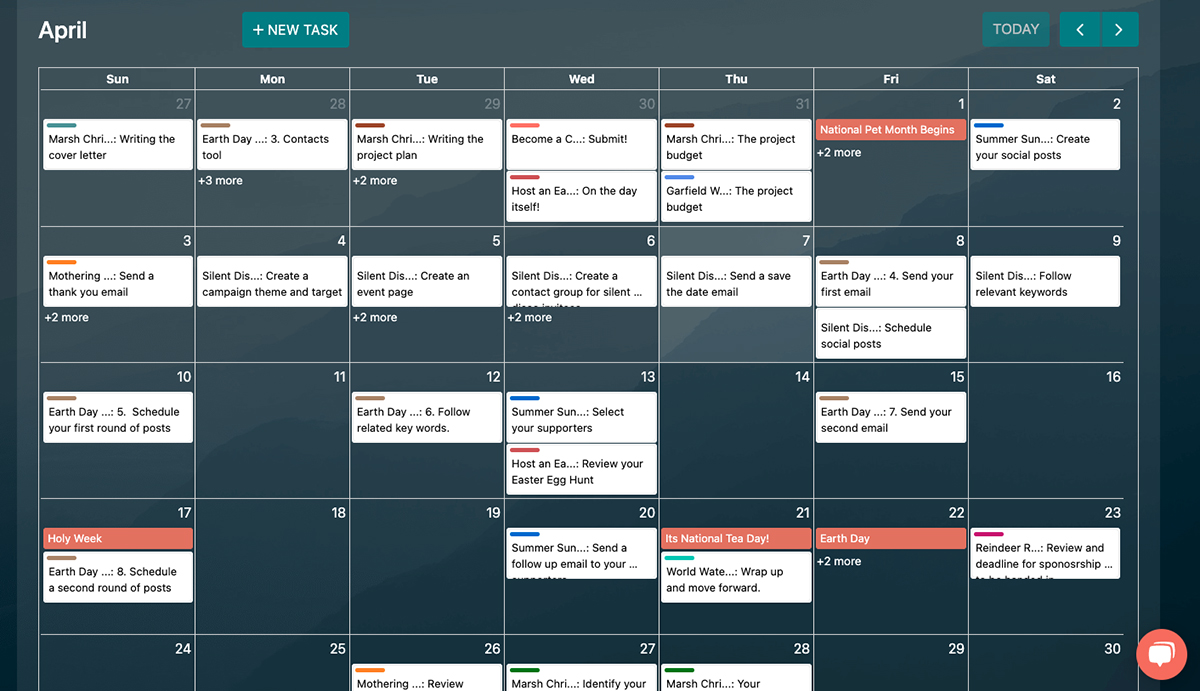 April
+ NEW TASK
TODAY
Sun Mon Tue Wed Thu Fri Sat
27 28 29 30 31 1 2
Marsh Chri...: Writing the
cover letter
Earth Day ...: 3. Contacts
tool
+3 more
Marsh Chri...: Writing the
project plan
+2 more
Become a C...: Submit!
Host an Ea...: On the day
itself!
Marsh Chri...: The project
budget
Garfield W...: The project
budget
National Pet Month Begins
+2 more
Summer Sun...: Create
your social posts
3 4 5 6 7 8 9
Mothering ...: Send a
thank you email
+2 more
Silent Dis...: Create a
campaign theme and target
Silent Dis...: Create an
event page
+2 more
Silent Dis...: Create a
contact group for silent ...
disco invitees
+2 more
Silent Dis...: Send a save
the date email
Earth Day ...: 4. Send your
first email
Silent Dis...: Schedule
social posts
Silent Dis...: Follow
relevant keywords
10 11 12 13 14 15 16
Earth Day ...: 5. Schedule
your first round of posts
Earth Day ...: 6. Follow
related key words.
Summer Sun...: Select
your supporters
Host an Ea...: Review your
Easter Egg Hunt
Earth Day ...: 7. Send your
second email
17 18 19 20 21 22 23
Holy Week
Earth Day ...: 8. Schedule
a second round of posts
Summer Sun...: Send a
follow up email to your ...
supporters
Its National Tea Day!
World Wate...: Wrap up
and move forward.
Earth Day
+2 more
Reindeer R...: Review and
deadline for sponosrship ...
to be handed in
24 25 26 27 28 29 30
Mothering ...: Review
Marsh Chri...: Identify your
Marsh Chri...: Your